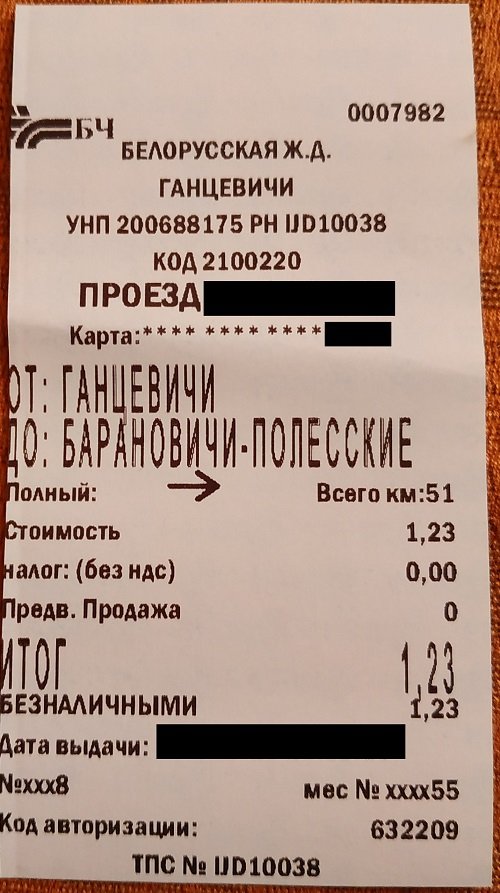 0007982
БЧ
БЕЛОРУССКАЯ Ж.Д.
ГАНЦЕВИЧИ
УНП 200688175 РН IJD10038
КОД 2100220
ПРОЕЗД
Карта:**** **** ****
ОТ: ГАНЦЕВИЧИ
ДО: БАРАНОВИЧИ-ПОЛЕССКИЕ
Полный: → Всего км:51
Стоимость 1,23
налог: (без ндс) 0,00
Предв. Продажа 0
ИТОГ 1,23
БЕЗНАЛИЧНЫМИ 1,23
Дата выдачи:
№xxx8 мес № xxxx55
Код авторизации: 632209
ТПС № IJD10038